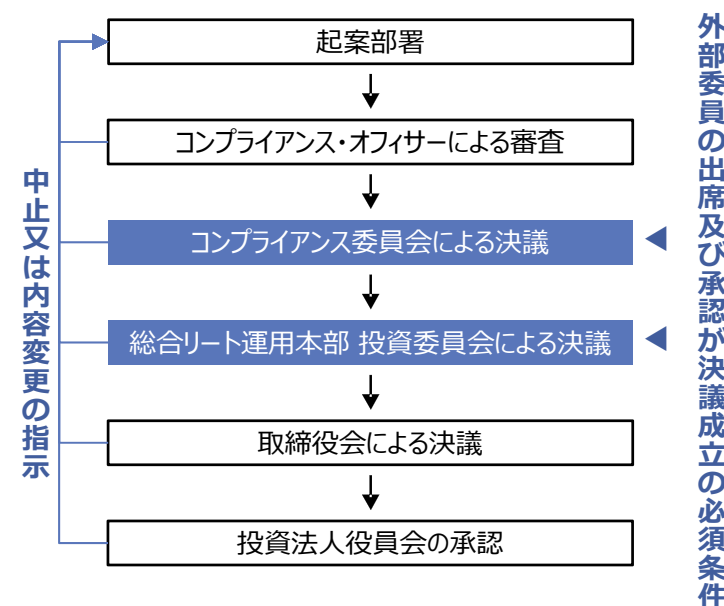 起案部署
コンプライアンス・オフィサーによる審査
コンプライアンス委員会による決議
総合リート運用本部 投資委員会による決議
取締役会による決議
投資法人役員会の承認
中止又は内容変更の指示
外部委員の出席及び承認が決議成立の必須条件